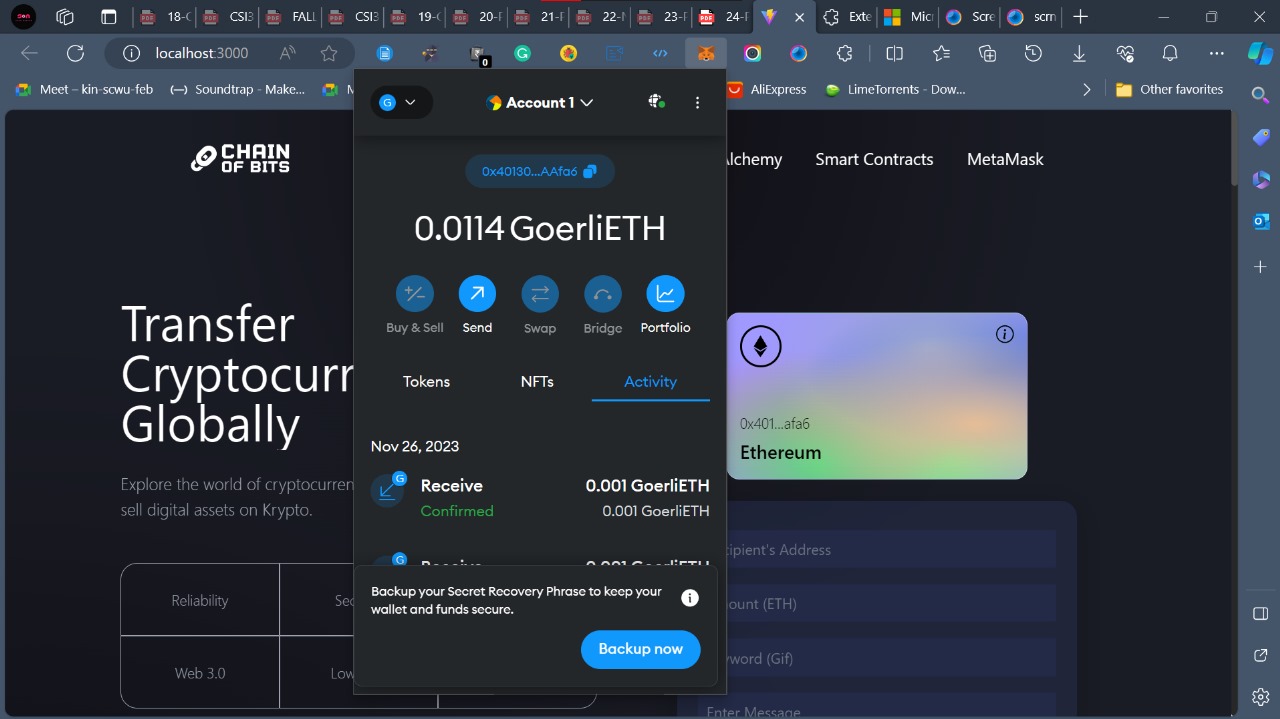 18-
CSI3
FALL
CSI3
19-
20-
21-
22-
23-
24-
Exte
Micr
Scre
scrn
localhost:3000
0
Meet – kin-scwu-feb
Soundtrap - Make...
AliExpress
LimeTorrents - Dow...
Other favorites
G
Account 1
CHAIN
OF BITS
lchemy
Smart Contracts
MetaMask
0x40130...AAfa6
0.0114 GoerliETH
Buy & Sell
Send
Swap
Bridge
Portfolio
Transfer
Cryptocurr
Globally
Tokens
NFTs
Activity
0x401...afa6
Ethereum
Nov 26, 2023
Explore the world of cryptocurren
sell digital assets on Krypto.
G
Receive
0.001 GoerliETH
Confirmed
0.001 GoerliETH
G
Receive
0.001 GoerliETH
cipient's Address
Backup your Secret Recovery Phrase to keep your
wallet and funds secure.
Backup now
Reliability
Sec
Web 3.0
Low
ount (ETH)
yword (Gif)
Enter Message